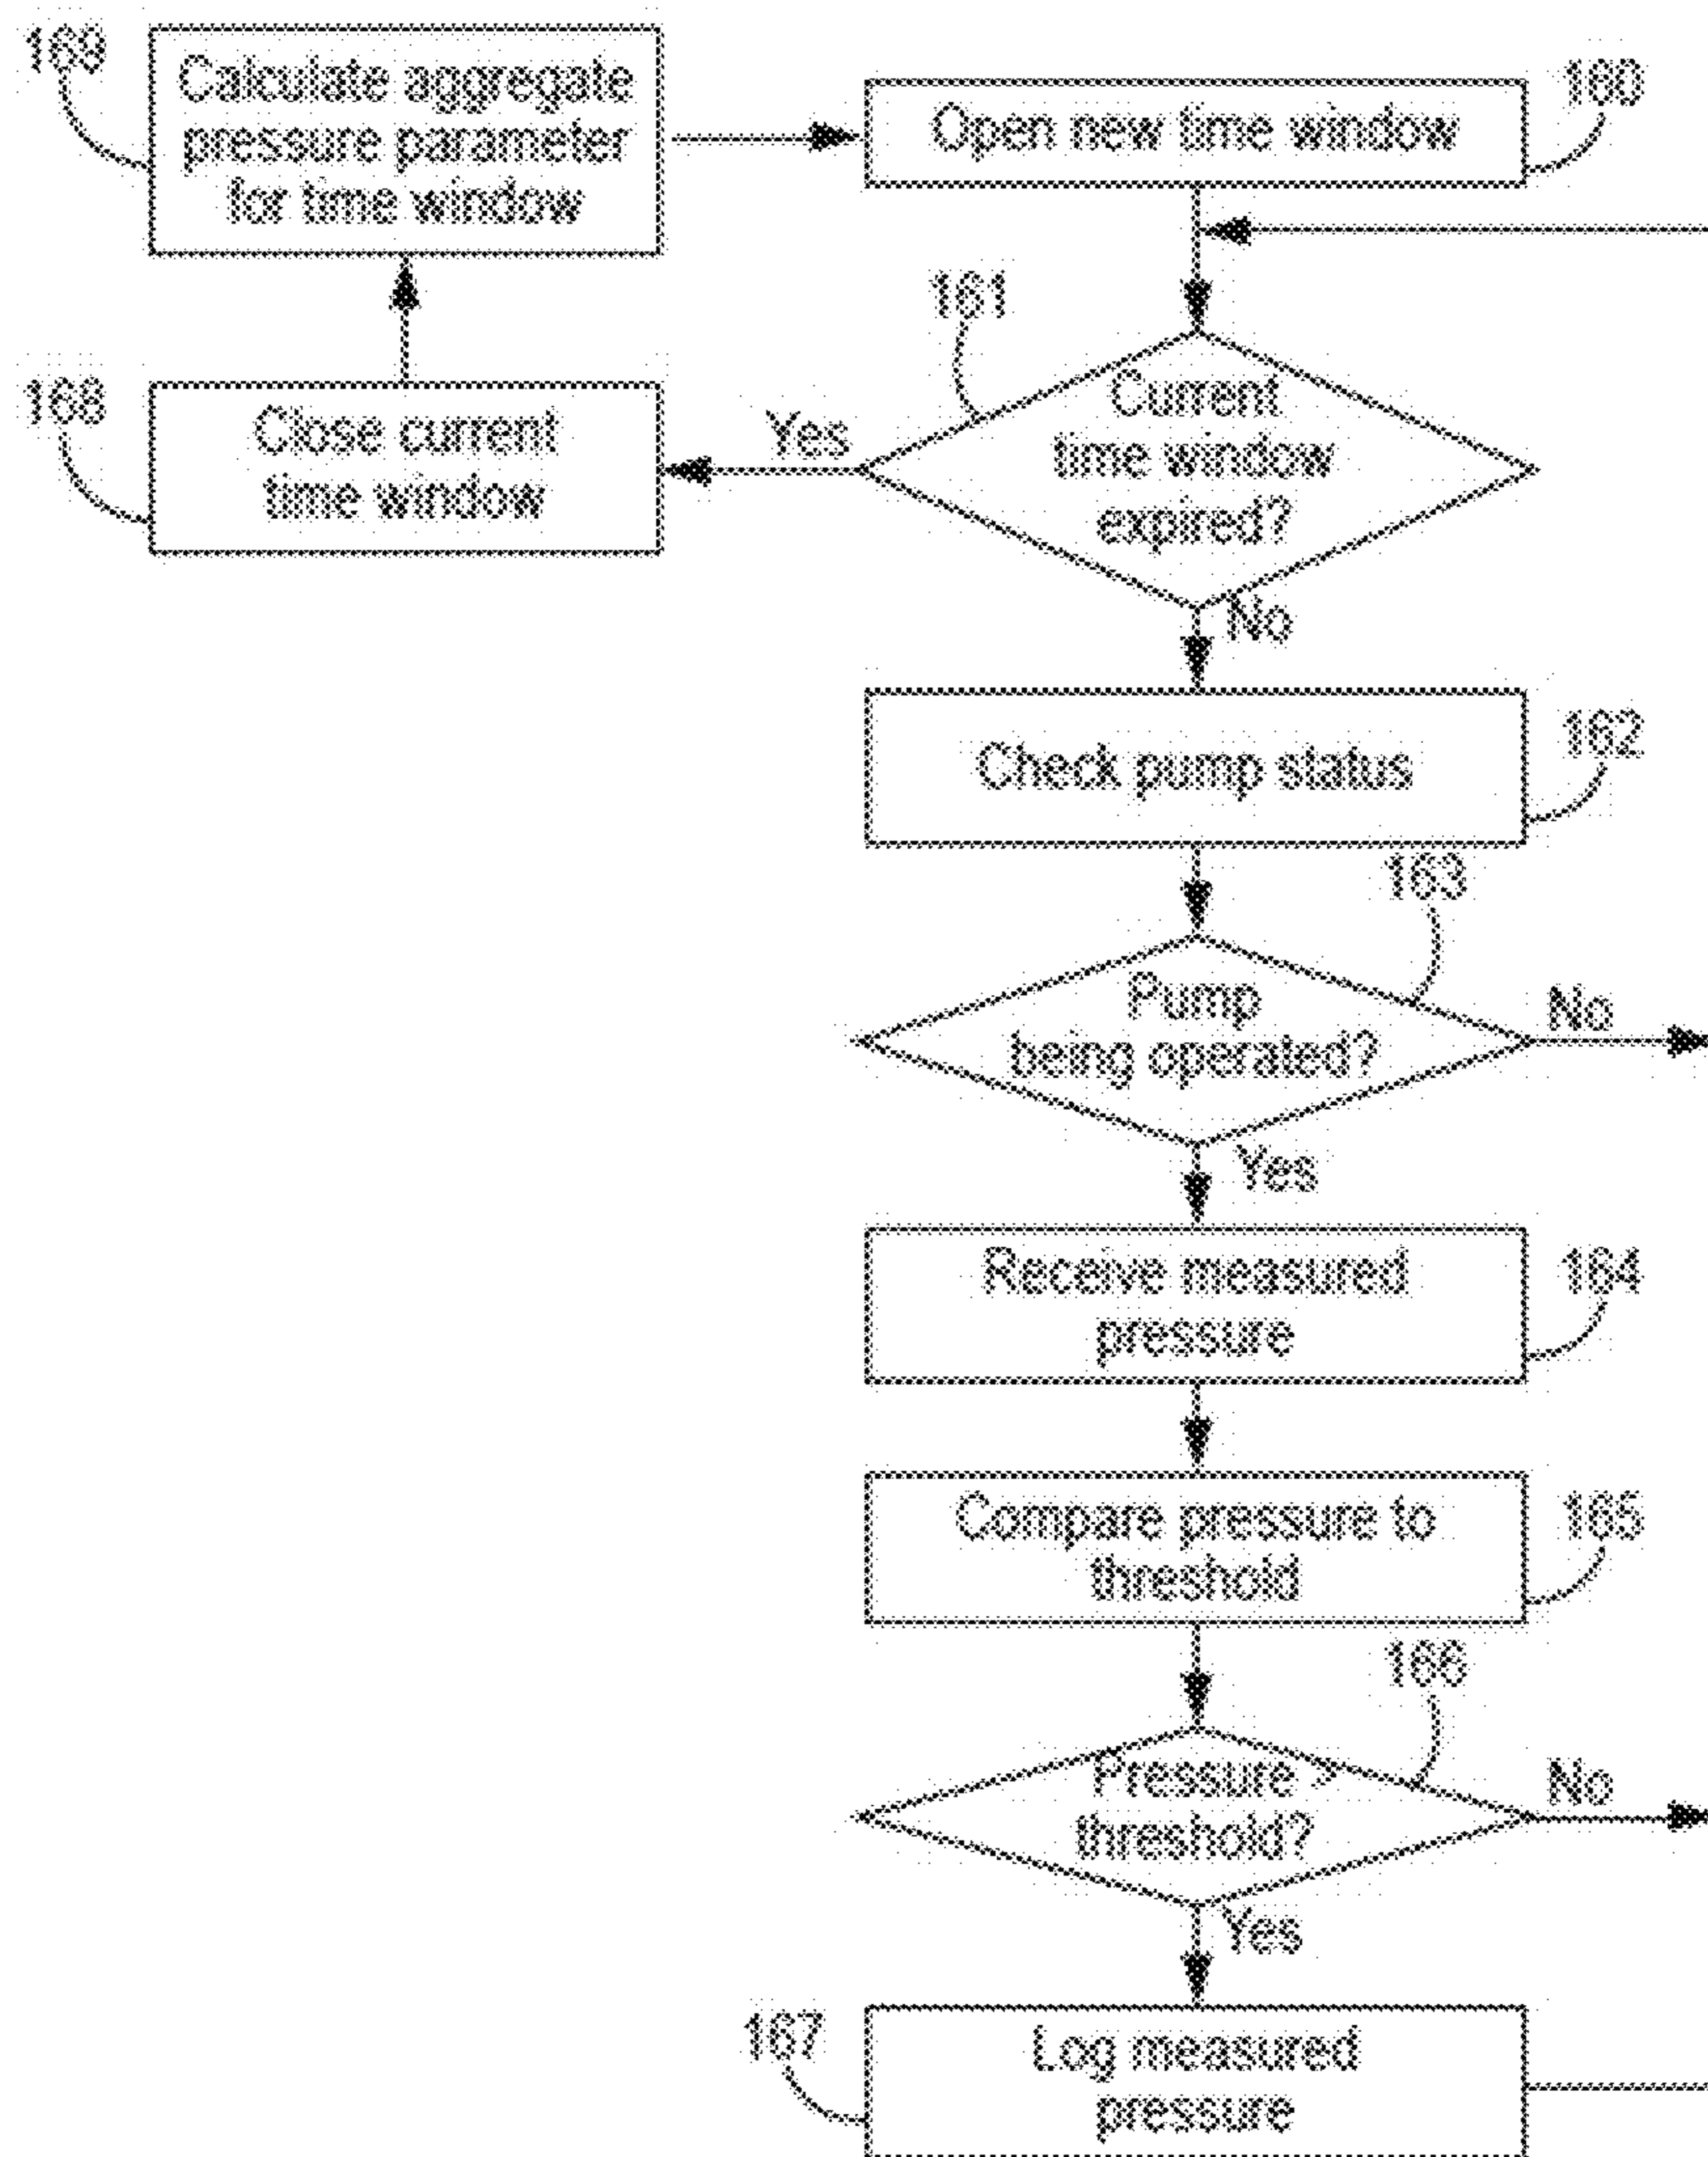 169
Calculate aggregate
pressure parameter
for time window
160
Open new time window
161
168
Close current
time window
Yes
Current
time window
expired?
No
162
Check pump status
163
Pump
being operated?
No
Yes
164
Receive measured
pressure
165
Compare pressure to
threshold
166
Pressure >
threshold?
No
Yes
167
Log measured
pressure